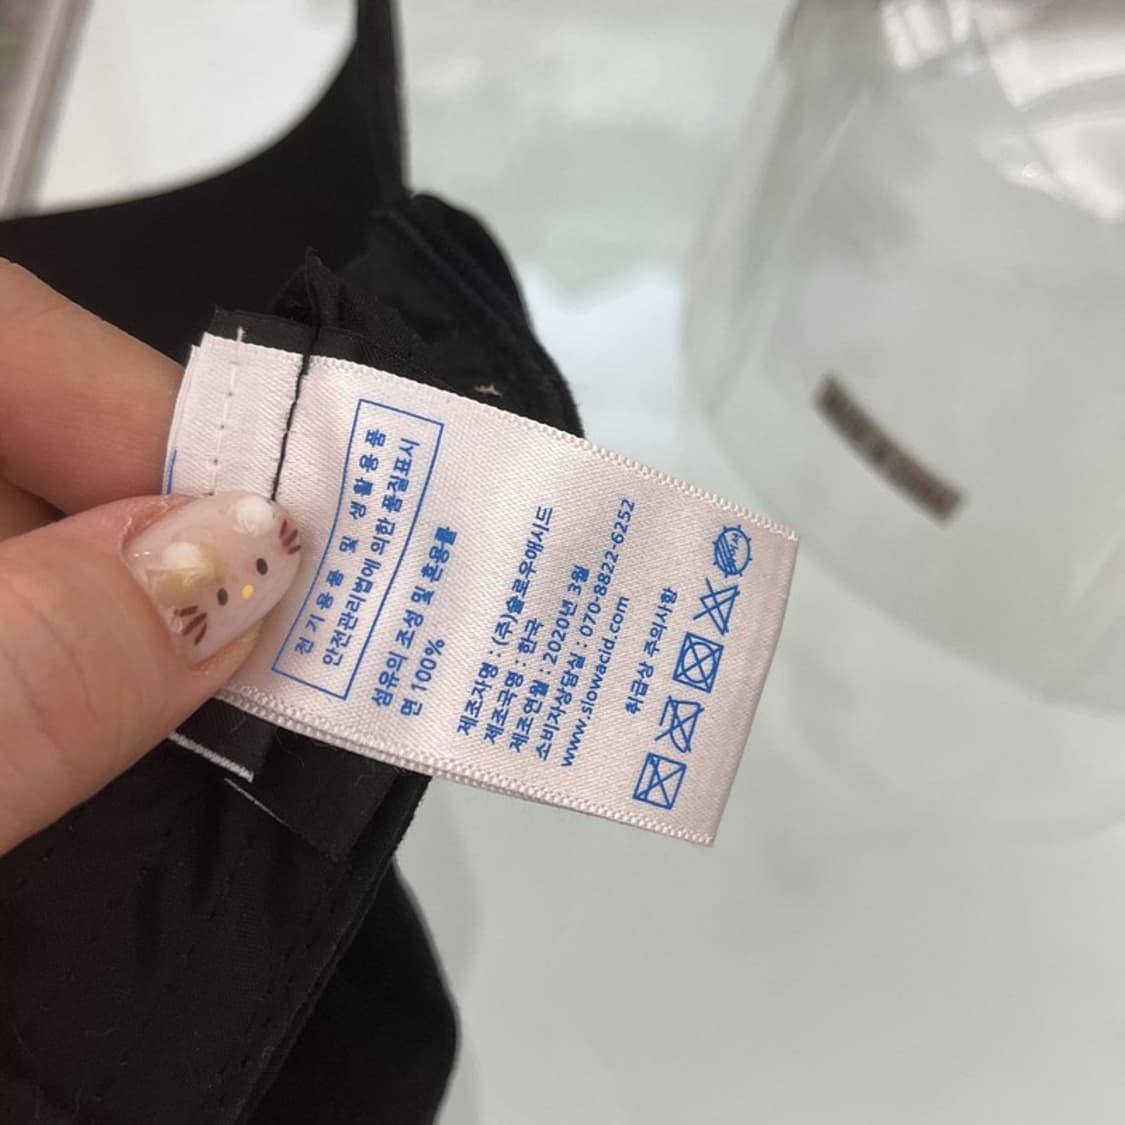 전기용품 및 생활용품
안전관리법에 의한 품질표시
섬유의 조성 및 혼용률
면 100%
제조자명 : (주)슬로우애시드
제조국명 : 한국
제조연월 : 2020년 3월
소비자상담실 : 070-8822-6252
www.slowacid.com
취급상 주의사항